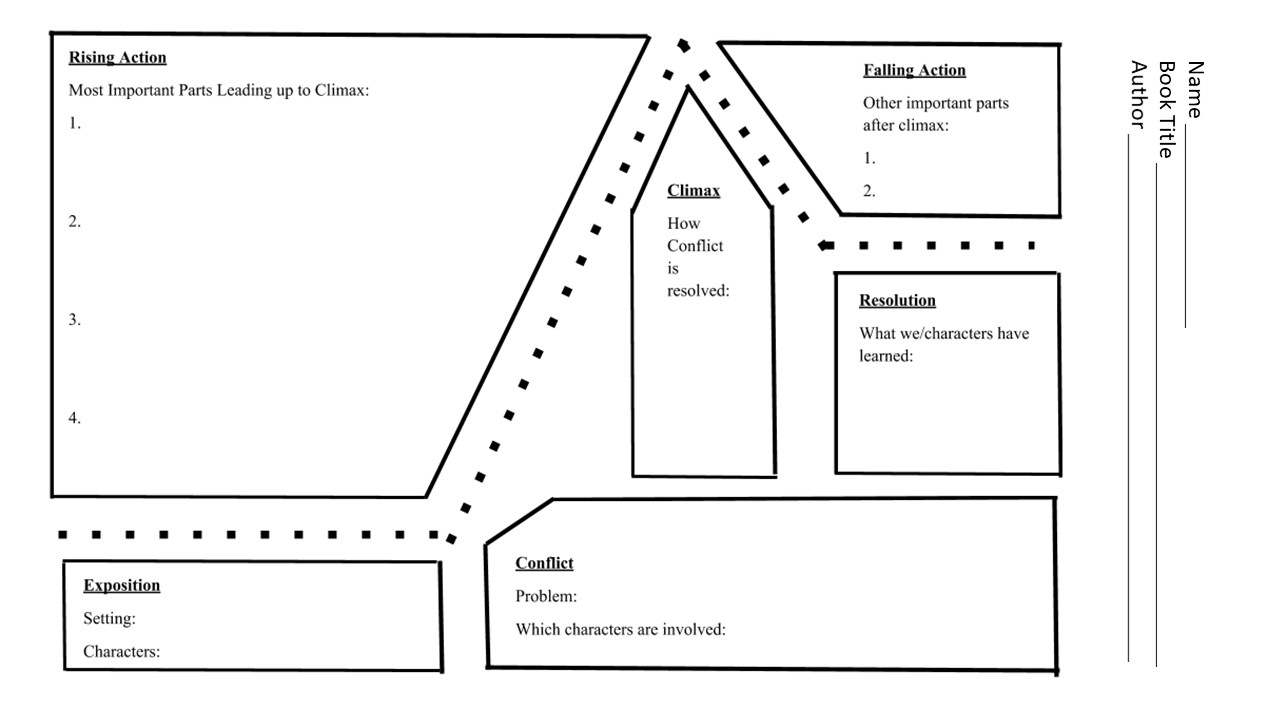 Rising Action
Most Important Parts Leading up to Climax:
1.
2.
3.
4.
Exposition
Setting:
Characters:
Conflict
Problem:
Which characters are involved:
Climax
How
Conflict
is
resolved:
Falling Action
Other important parts
after climax:
1.
2.
Resolution
What we/characters have
learned:
Name
Book Title
Author